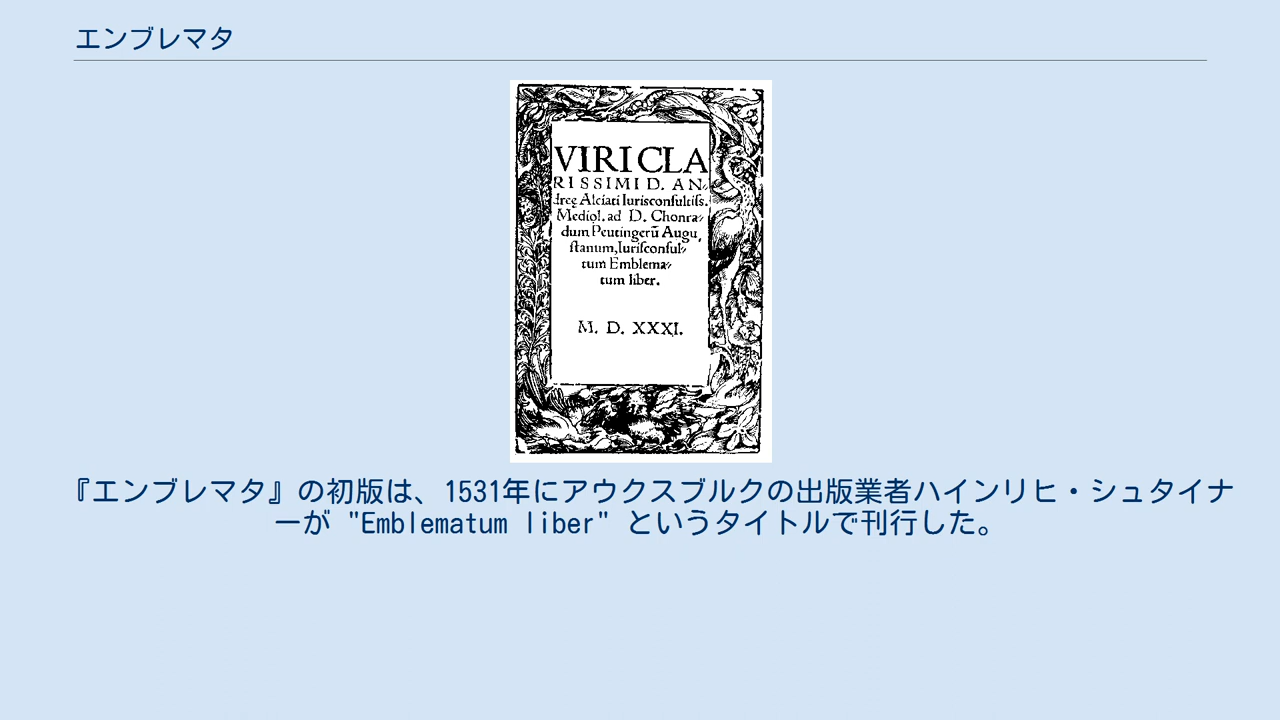 エンブレマタ
VIRI CLA
RISSIMI D. AN-
dreę Alciati Iurisconsultiss.
Mediol. ad D. Chonra-
dum Peutingerū Augu,
stanum, Iurisconsul-
tum Emblema-
tum liber.
M. D. XXXI.
『エンブレマタ』の初版は、1531年にアウクスブルクの出版業者ハインリヒ・シュタイナ
ーが "Emblematum liber" というタイトルで刊行した。